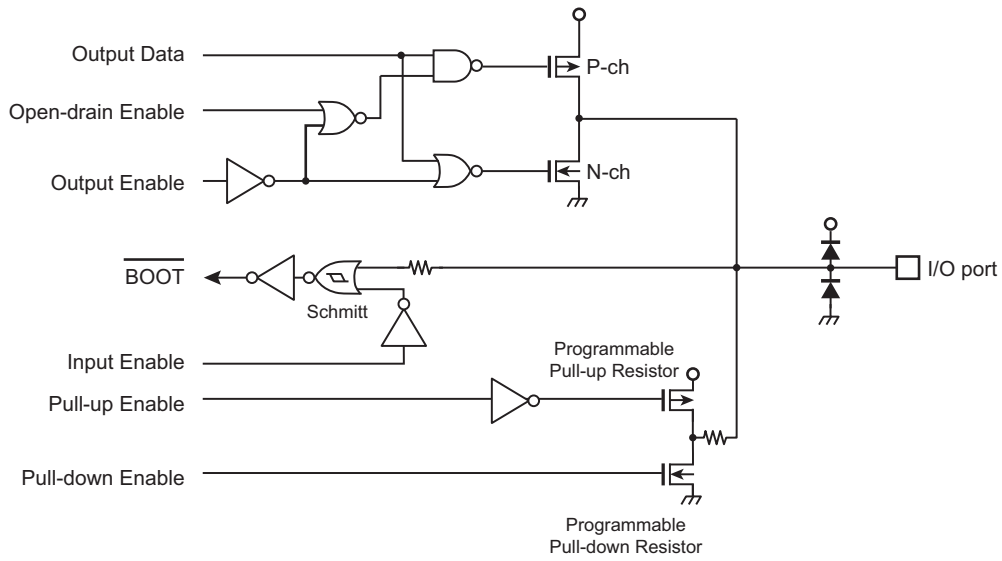 Output Data
P-ch
Open-drain Enable
Output Enable
N-ch
BOOT
Schmitt
I/O port
Input Enable
Programmable
Pull-up Resistor
Pull-up Enable
Pull-down Enable
Programmable
Pull-down Resistor